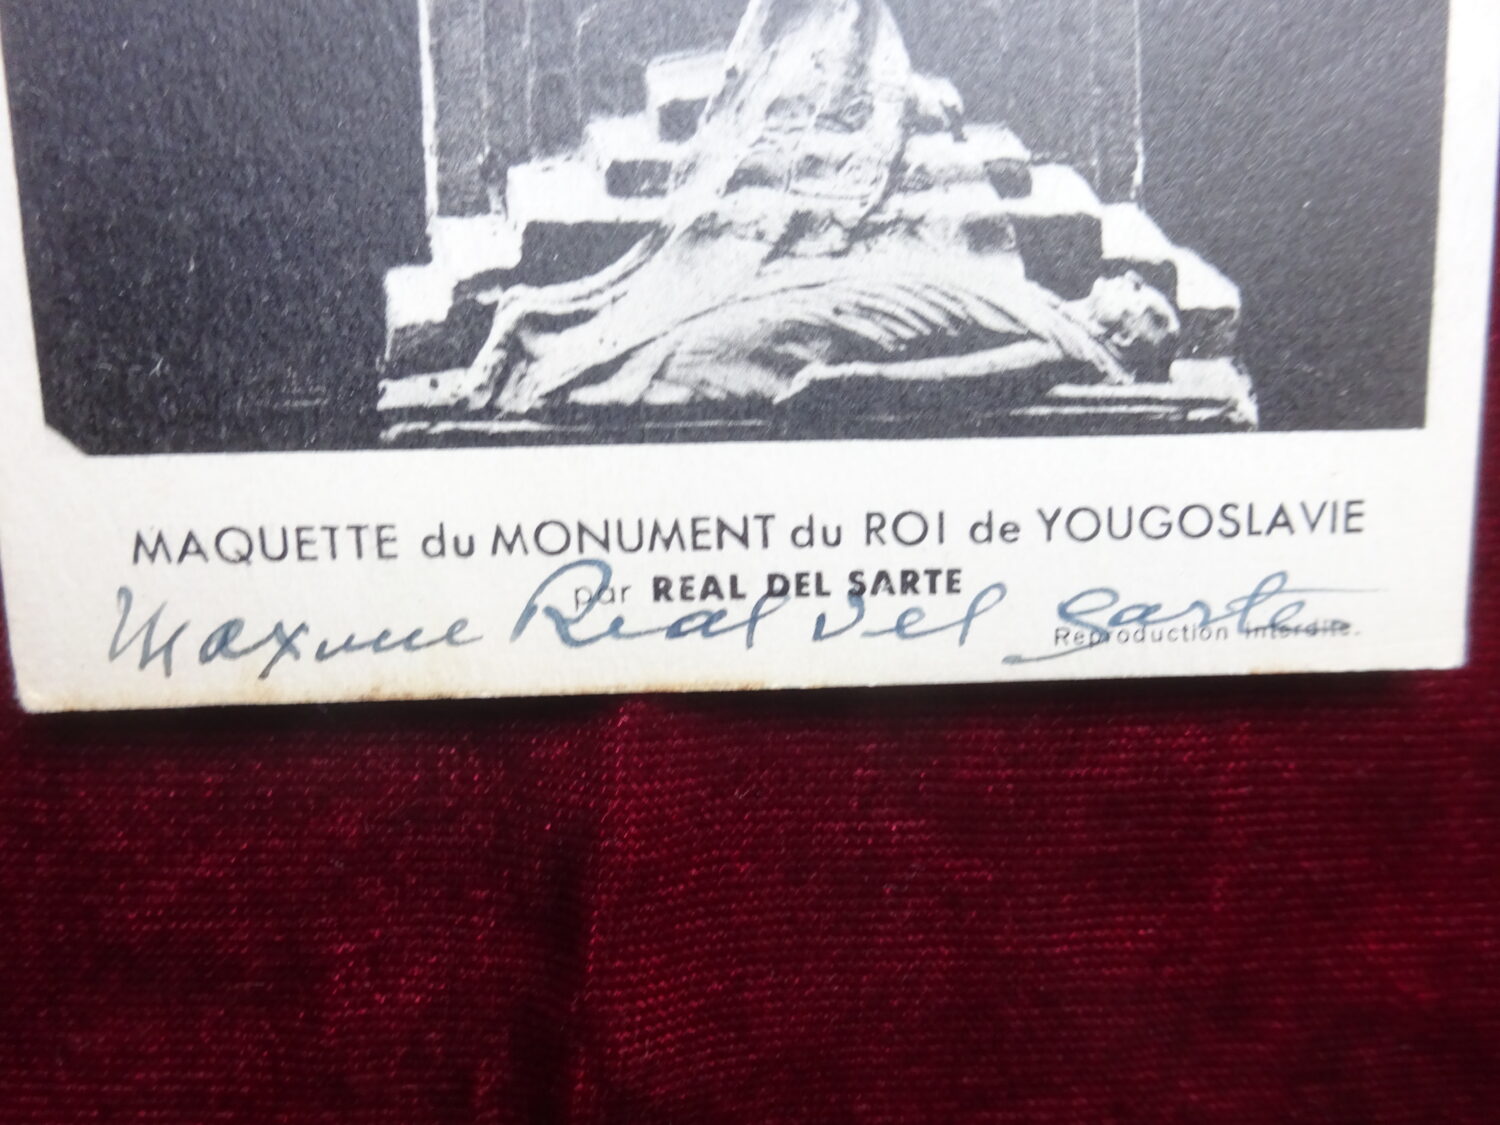 MAQUETTE du MONUMENT du ROI de YOUGOSLAVIE
par REAL DEL SARTE
Maxime Real del Sarte
Reproduction Interdite.